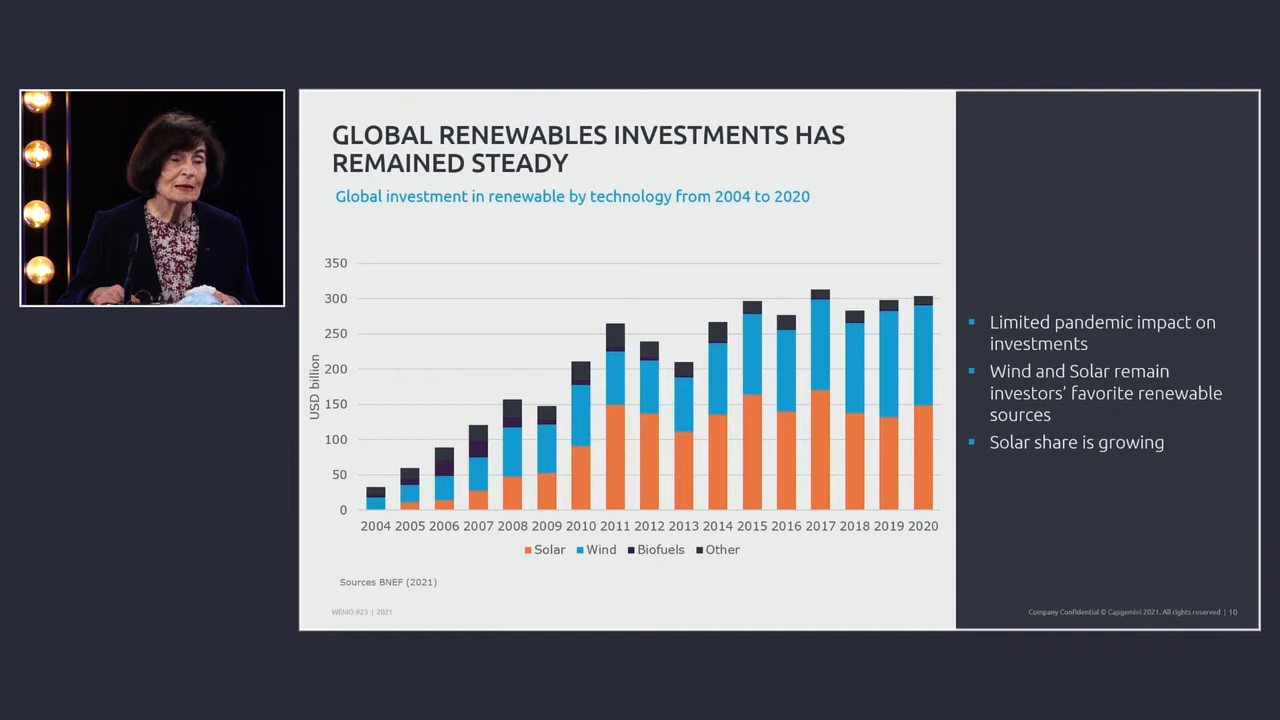 GLOBAL RENEWABLES INVESTMENTS HAS
REMAINED STEADY
Global investment in renewable by technology from 2004 to 2020
350
300
250
200
150
100
50
0
USD billion
2004 2005 2006 2007 2008 2009 2010 2011 2012 2013 2014 2015 2016 2017 2018 2019 2020
Solar Wind Biofuels Other
Sources BNEF (2021)
WEMO #23 | 2021
Limited pandemic impact on
investments
Wind and Solar remain
investors' favorite renewable
sources
Solar share is growing
Company Confidential © Capgemini 2021. All rights reserved | 10